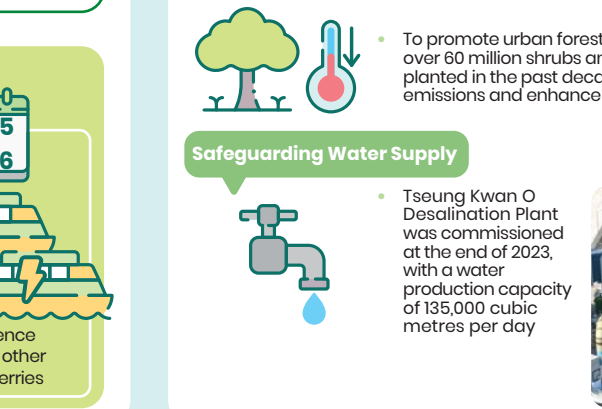 5
6
ence
other
erries
To promote urban forest
over 60 million shrubs
planted in the past
emissions and enhance
Safeguarding Water Supply
Tseung Kwan O
Desalination Plant
was commissioned
at the end of 2023,
with a water
production capacity
of 135,000 cubic
metres per day